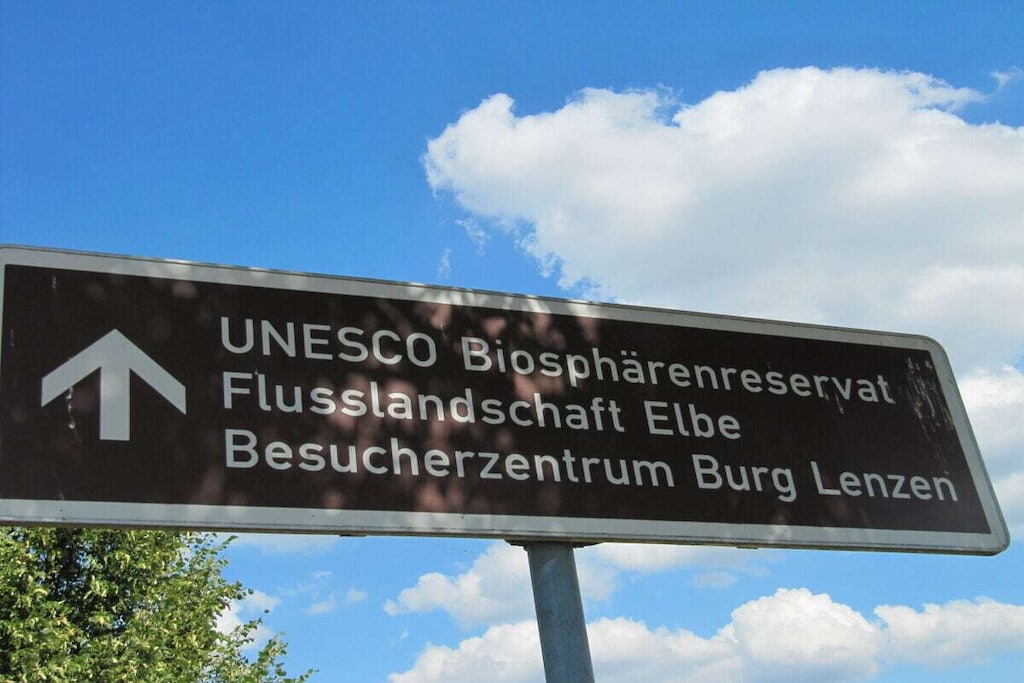 UNESCO Biosphärenreservat
Flusslandschaft Elbe
Besucherzentrum Burg Lenzen